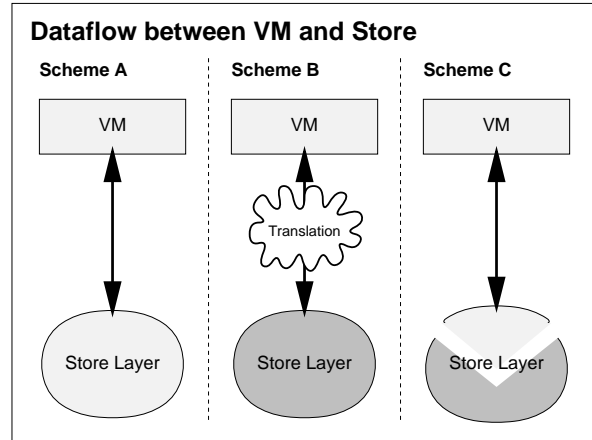 Dataflow between VM and Store
Scheme A
Scheme B
Scheme C
VM
VM
VM
Translation
Store Layer
Store Layer
Store Layer